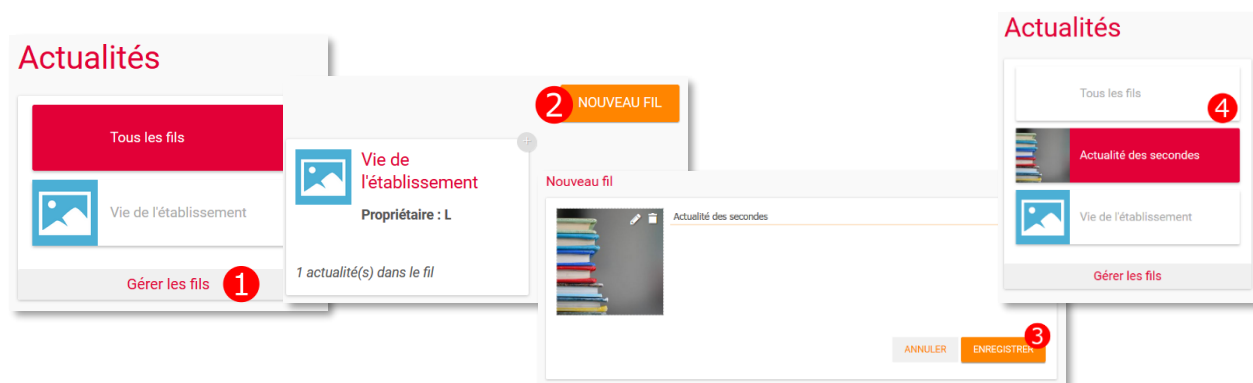 Actualités
Tous les fils
Vie de l'établissement
Gérer les fils
1
2
NOUVEAU FIL
Vie de
l'établissement
Propriétaire : L
1 actualité(s) dans le fil
Nouveau fil
Actualité des secondes
ANNULER
ENREGISTRER
3
Actualités
Tous les fils
4
Actualité des secondes
Vie de l'établissement
Gérer les fils